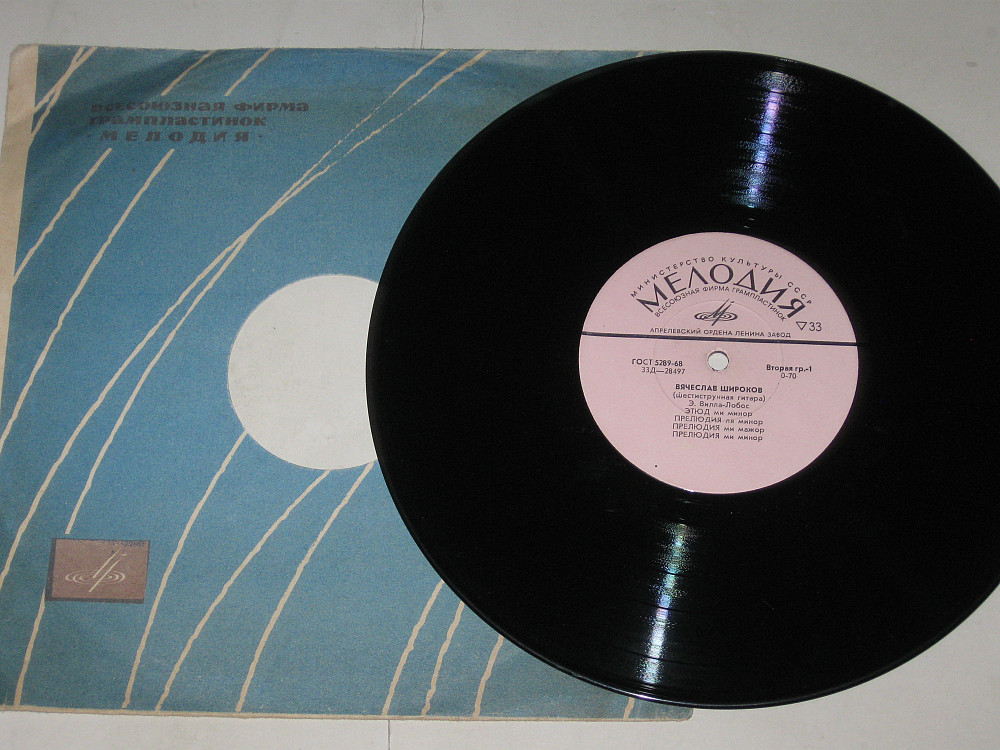 ВСЕСОЮЗНАЯ ФИРМА
ГРАМПЛАСТИНОК
·МЕЛОДИЯ·
МИНИСТЕРСТВО КУЛЬТУРЫ СССР
МЕЛОДИЯ
ВСЕСОЮЗНАЯ ФИРМА ГРАМПЛАСТИНОК
▽33
АПРЕЛЕВСКИЙ ОРДЕНА ЛЕНИНА ЗАВОД
ГОСТ 5289-68
33Д—28497
Вторая гр.-1
0-70
ВЯЧЕСЛАВ ШИРОКОВ
(шестиструнная гитара)
Э. Вилла-Лобос
ЭТЮД ми минор
ПРЕЛЮДИЯ ля минор
ПРЕЛЮДИЯ ми мажор
ПРЕЛЮДИЯ ми минор